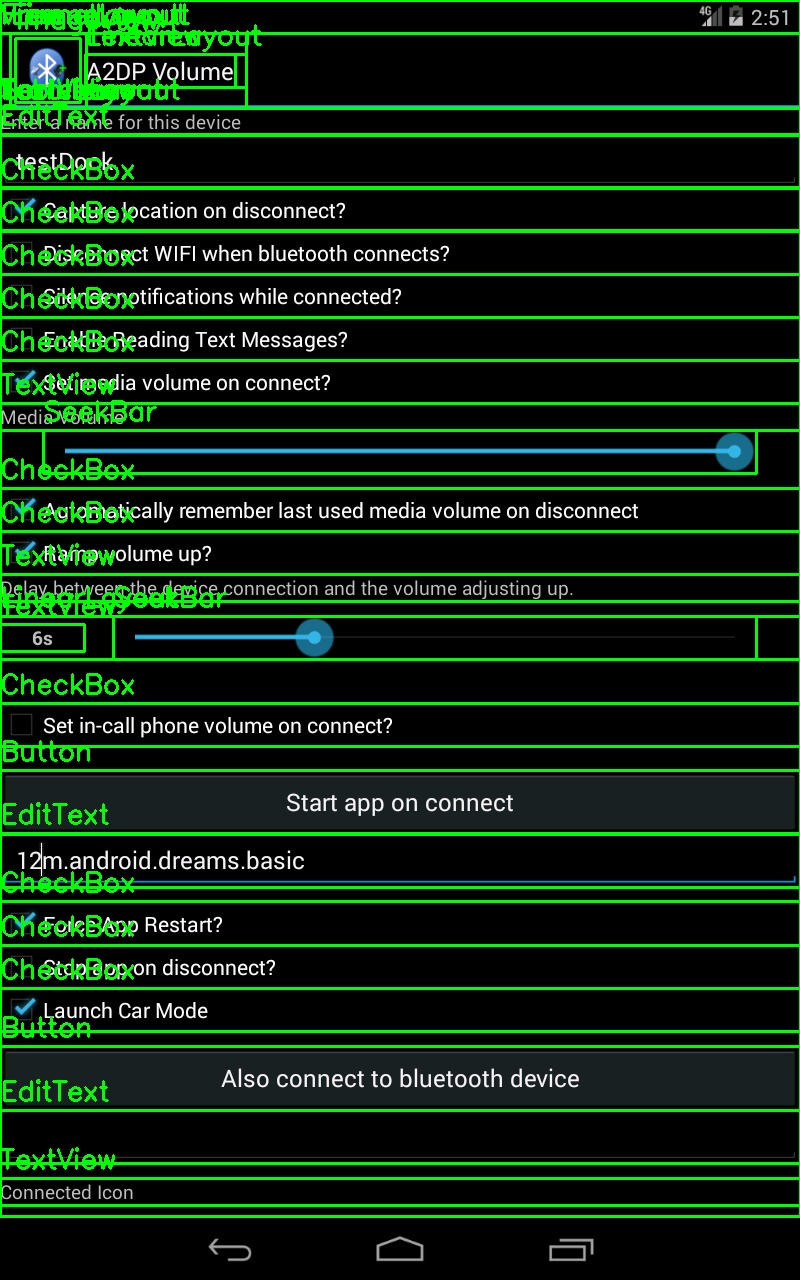 4G 2:51
TextView
A2DP Volume
EditText
Enter a name for this device
testDock
CheckBox
Capture location on disconnect?
CheckBox
Disconnect WIFI when bluetooth connects?
CheckBox
Silence notifications while connected?
CheckBox
Enable Reading Text Messages?
CheckBox
Set media volume on connect?
TextView
Media Volume
SeekBar
CheckBox
Automatically remember last used media volume on disconnect
CheckBox
Ramp volume up?
TextView
Delay between the device connection and the volume adjusting up.
SeekBar
TextView
6s
CheckBox
Set in-call phone volume on connect?
Button
Start app on connect
EditText
12m.android.dreams.basic
CheckBox
Force App Restart?
CheckBox
Stop app on disconnect?
CheckBox
Launch Car Mode
Button
Also connect to bluetooth device
EditText
TextView
Connected Icon